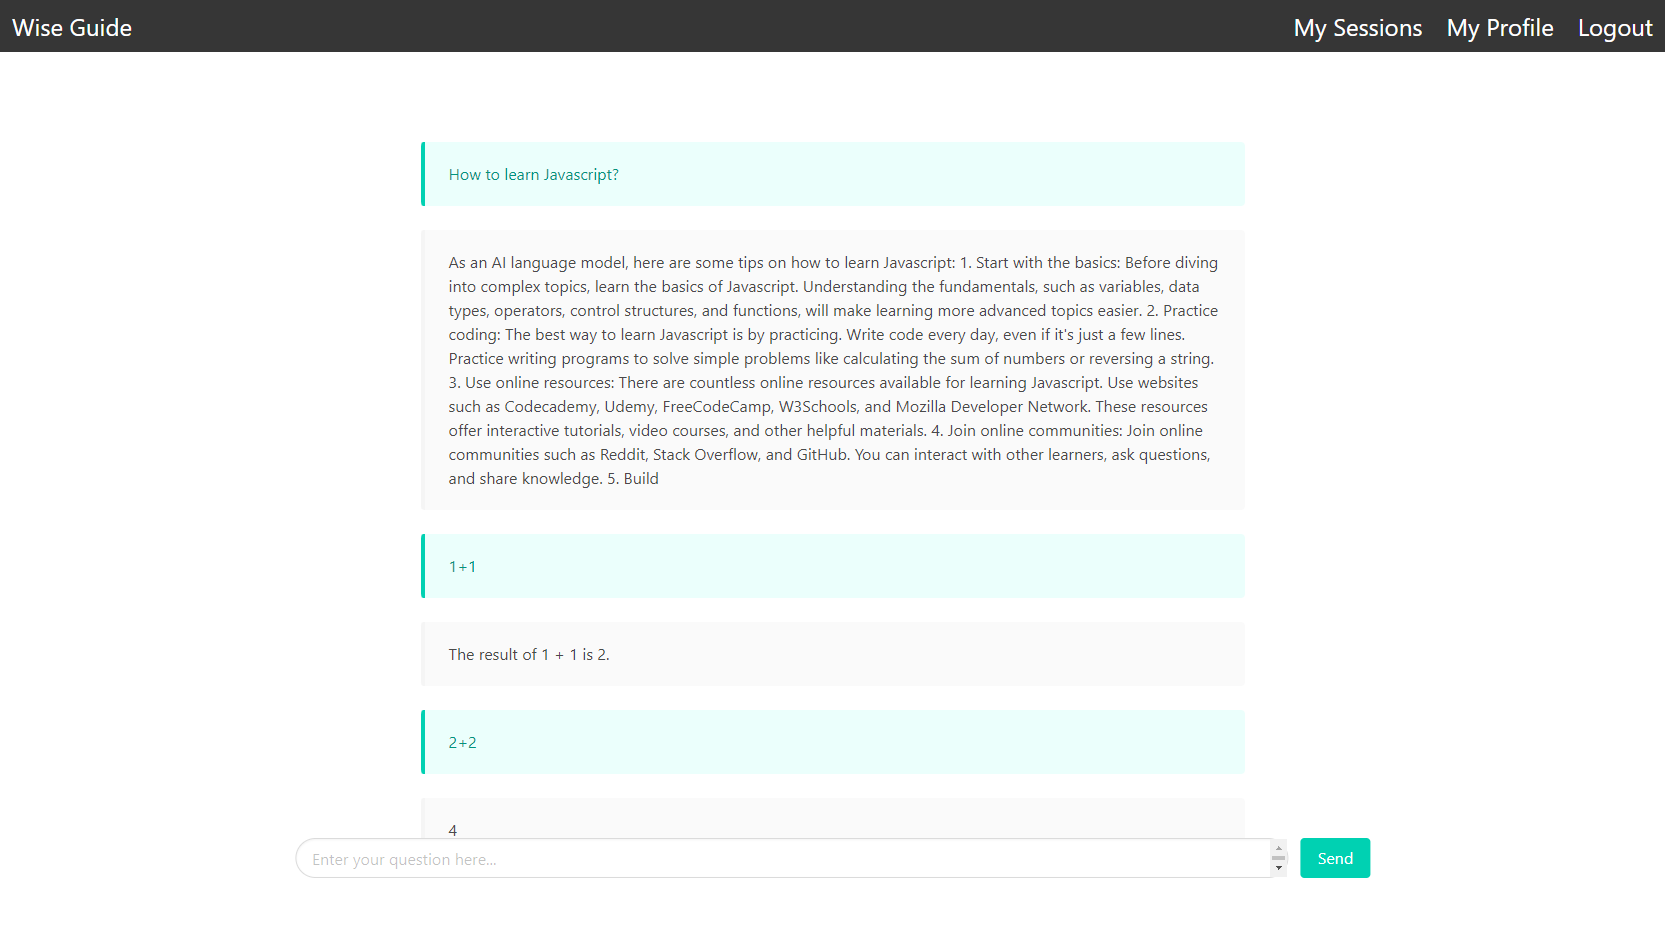 Wise Guide
My Sessions
My Profile
Logout
How to learn Javascript?
As an AI language model, here are some tips on how to learn Javascript: 1. Start with the basics: Before diving
into complex topics, learn the basics of Javascript. Understanding the fundamentals, such as variables, data
types, operators, control structures, and functions, will make learning more advanced topics easier. 2. Practice
coding: The best way to learn Javascript is by practicing. Write code every day, even if it's just a few lines.
Practice writing programs to solve simple problems like calculating the sum of numbers or reversing a string.
3. Use online resources: There are countless online resources available for learning Javascript. Use websites
such as Codecademy, Udemy, FreeCodeCamp, W3Schools, and Mozilla Developer Network. These resources
offer interactive tutorials, video courses, and other helpful materials. 4. Join online communities: Join online
communities such as Reddit, Stack Overflow, and GitHub. You can interact with other learners, ask questions,
and share knowledge. 5. Build
1+1
The result of 1 + 1 is 2.
2+2
4
Enter your question here...
Send